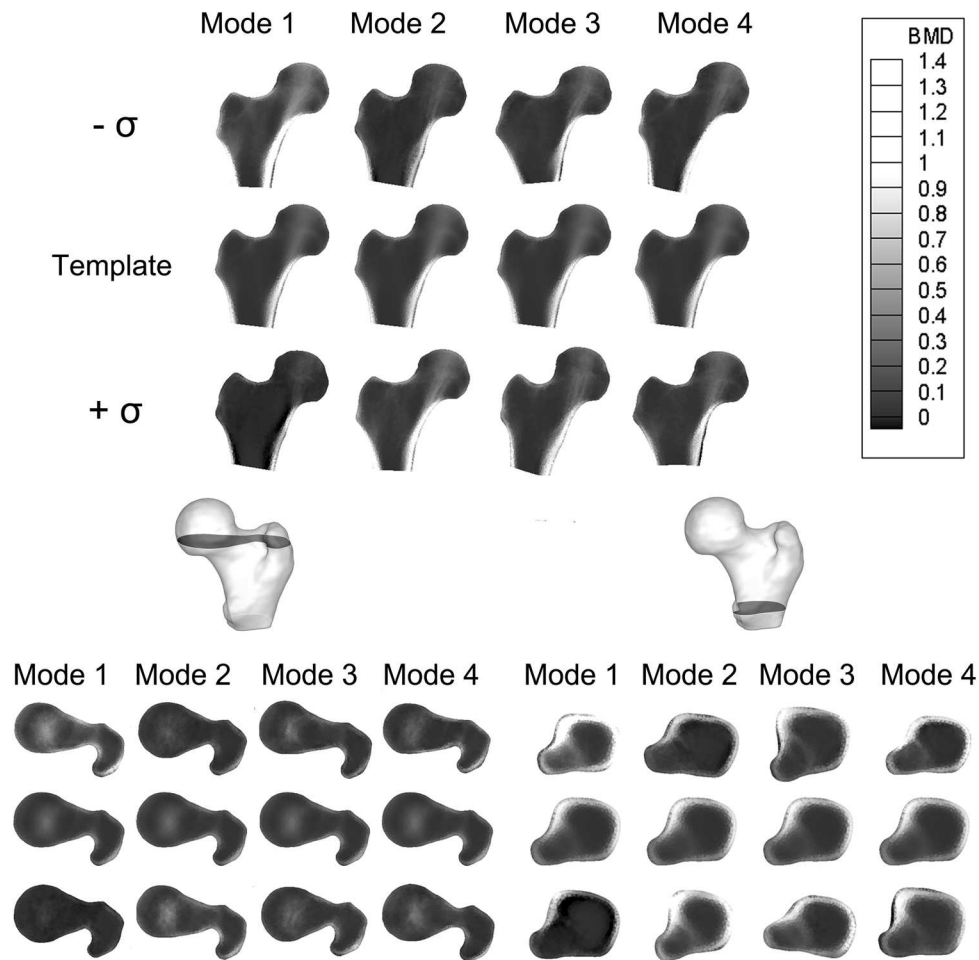 Mode 1 Mode 2 Mode 3 Mode 4
BMD
1.4
1.3
1.2
1.1
1
0.9
0.8
0.7
0.6
0.5
0.4
0.3
0.2
0.1
0
- σ
Template
+ σ
Mode 1 Mode 2 Mode 3 Mode 4 Mode 1 Mode 2 Mode 3 Mode 4